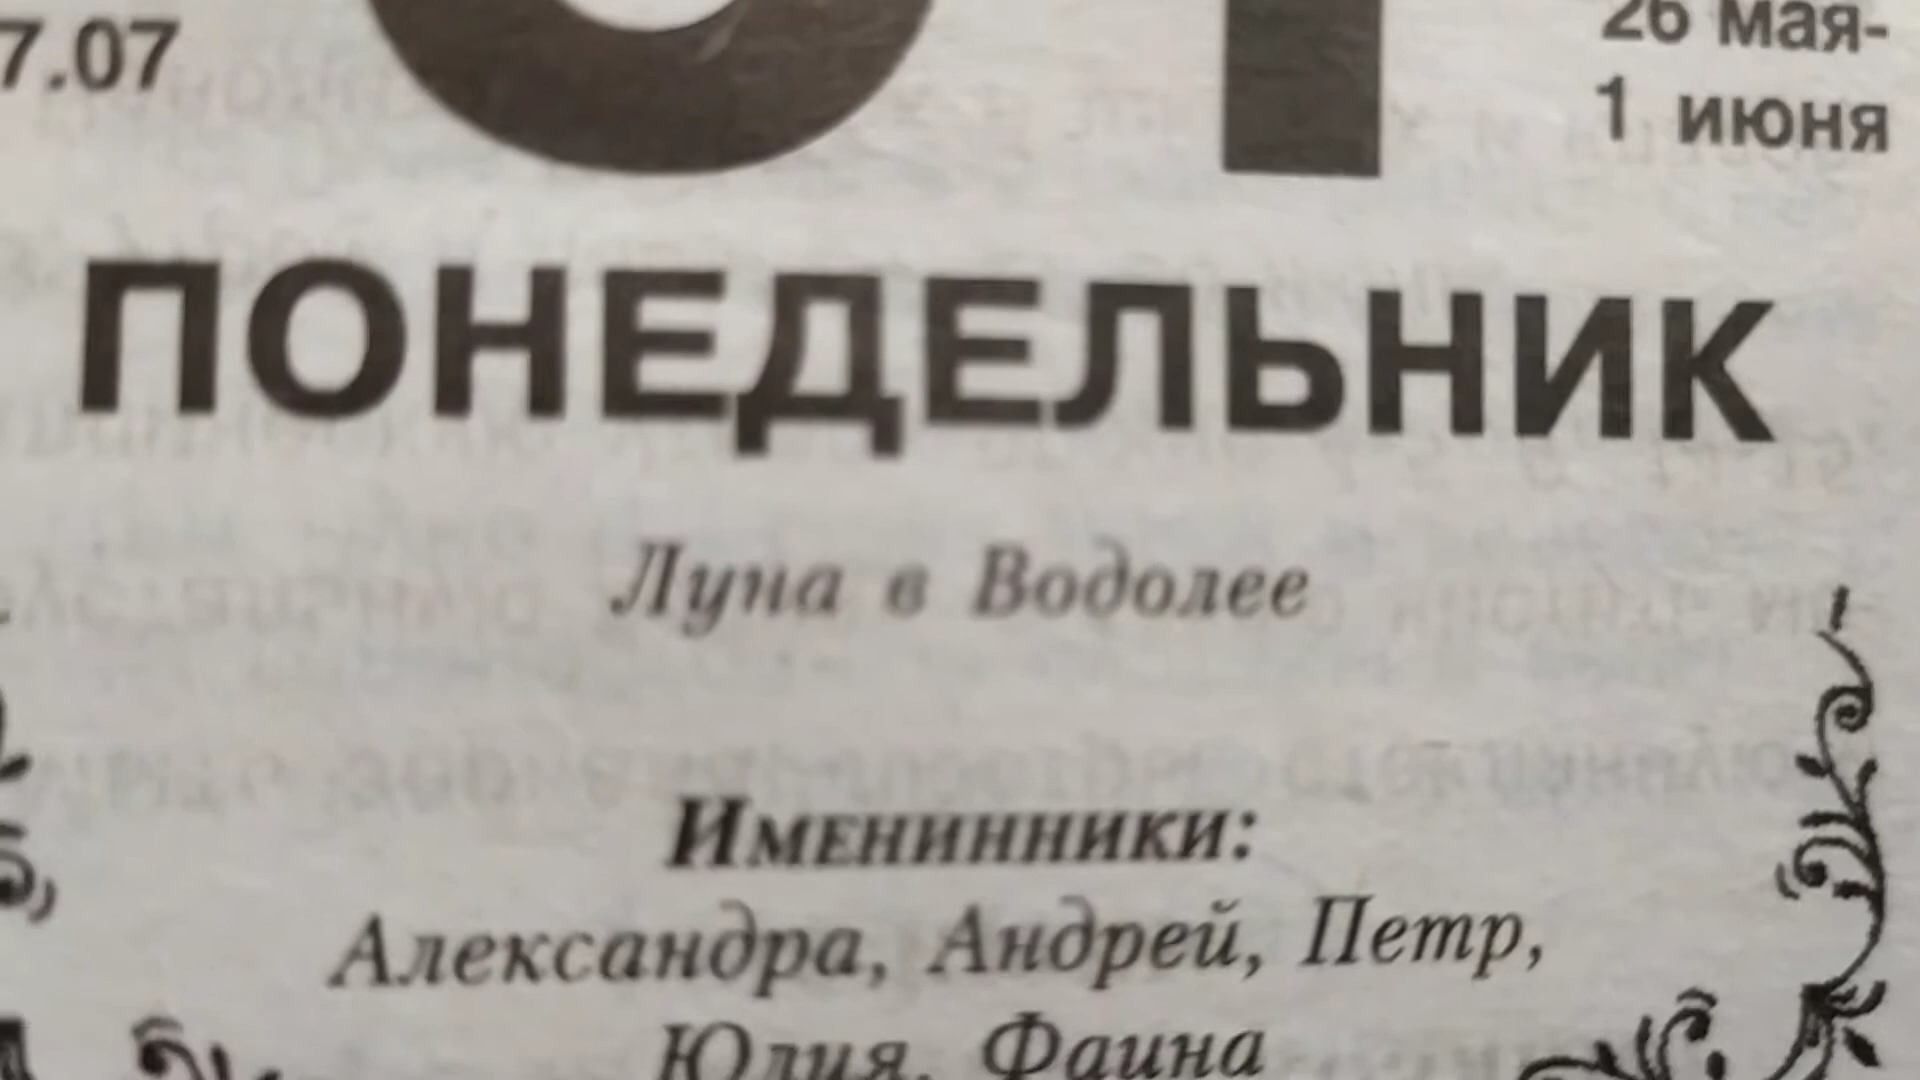 7.07
26 мая-
1 июня
ПОНЕДЕЛЬНИК
Луна в Водолее
Именинники:
Александра, Андрей, Петр,
Юлия, Фаина